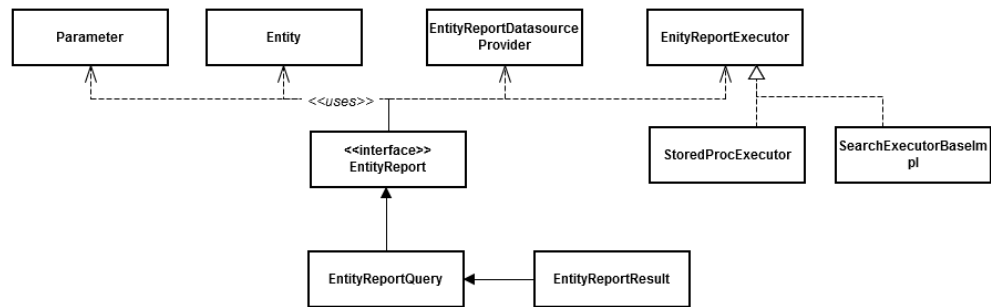 Parameter
Entity
EntityReportDatasource
Provider
EnityReportExecutor
<<uses>>
<<interface>>
EntityReport
StoredProcExecutor
SearchExecutorBaseIm
pl
EntityReportQuery
EntityReportResult